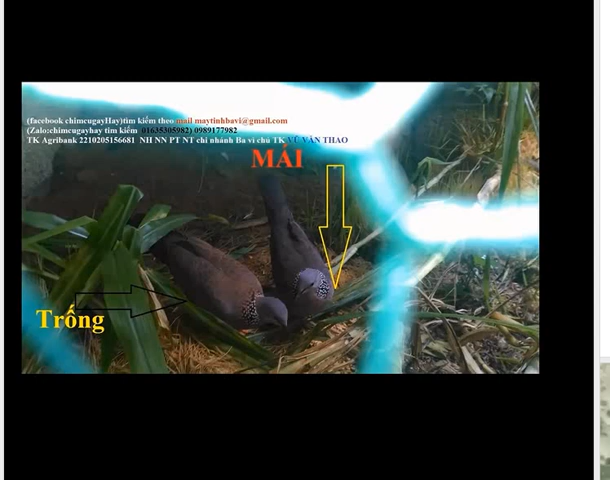 (facebook chimcugayHay)tìm kiếm theo mail maytinhbavi@gmail.com
(Zalo:chimcugayhay tìm kiếm 01635305982) 0989177982
TK Agribank 2210205156681 NH NN PT NT chi nhánh Ba vì chủ TK VŨ VĂN THAO
MÁI
Trống